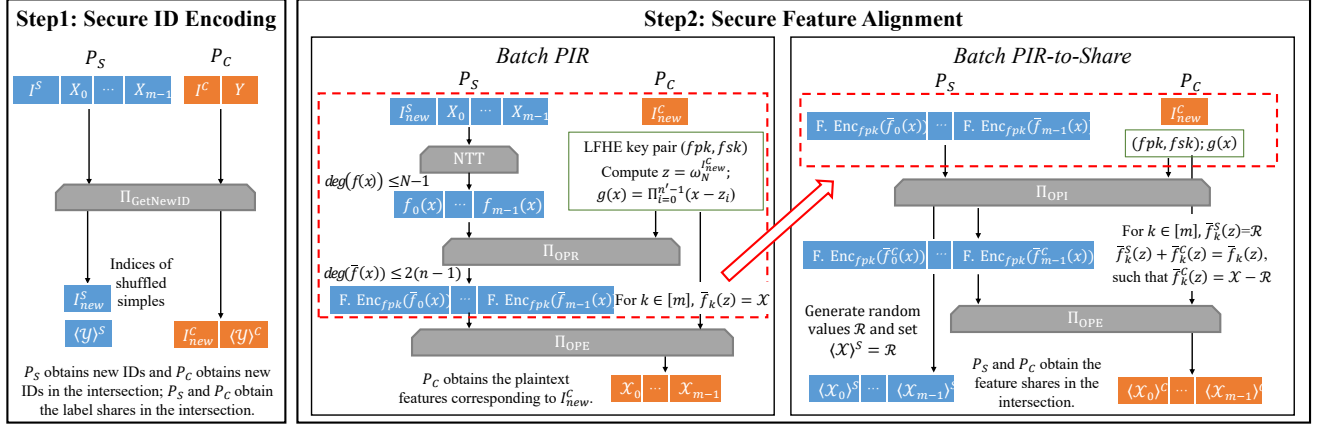 Step1: Secure ID Encoding
P_S P_C
I^S X_0 ... X_{m−1} I^C Y
Π_GetNewID
Indices of
shuffled
simples
I^S_new
⟨𝒴⟩^S
I^C_new ⟨𝒴⟩^C
P_S obtains new IDs and P_C obtains new
IDs in the intersection; P_S and P_C obtain
the label shares in the intersection.
Step2: Secure Feature Alignment
Batch PIR
P_S P_C
I^S_new X_0 ... X_{m−1} I^C_new
NTT
LFHE key pair (fpk, fsk)
Compute z = ω_N^{I^C_new};
g(x) = Π_{i=0}^{n′−1}(x − z_i)
deg(f(x)) ≤N−1
f_0(x) ... f_{m−1}(x)
Π_OPR
deg(f̄(x)) ≤ 2(n − 1)
F. Enc_fpk(f̄_0(x)) ... F. Enc_fpk(f̄_{m−1}(x)) For k ∈ [m], f̄_k(z) = 𝒳
Π_OPE
P_C obtains the plaintext
features corresponding to I^C_new.
𝒳_0 ... 𝒳_{m−1}
Batch PIR-to-Share
P_S P_C
I^C_new
F. Enc_fpk(f̄_0(x)) ... F. Enc_fpk(f̄_{m−1}(x))
(fpk, fsk); g(x)
Π_OPI
For k ∈ [m], f̄^S_k(z)=ℛ
f̄^S_k(z) + f̄^C_k(z) = f̄_k(z),
such that f̄^C_k(z) = 𝒳 − ℛ
F. Enc_fpk(f̄^C_0(x)) ... F. Enc_fpk(f̄^C_{m−1}(x))
Generate random
values ℛ and set
⟨𝒳⟩^S = ℛ
Π_OPE
P_S and P_C obtain the
feature shares in the
intersection.
⟨𝒳_0⟩^S ... ⟨𝒳_{m−1}⟩^S
⟨𝒳_0⟩^C ... ⟨𝒳_{m−1}⟩^C